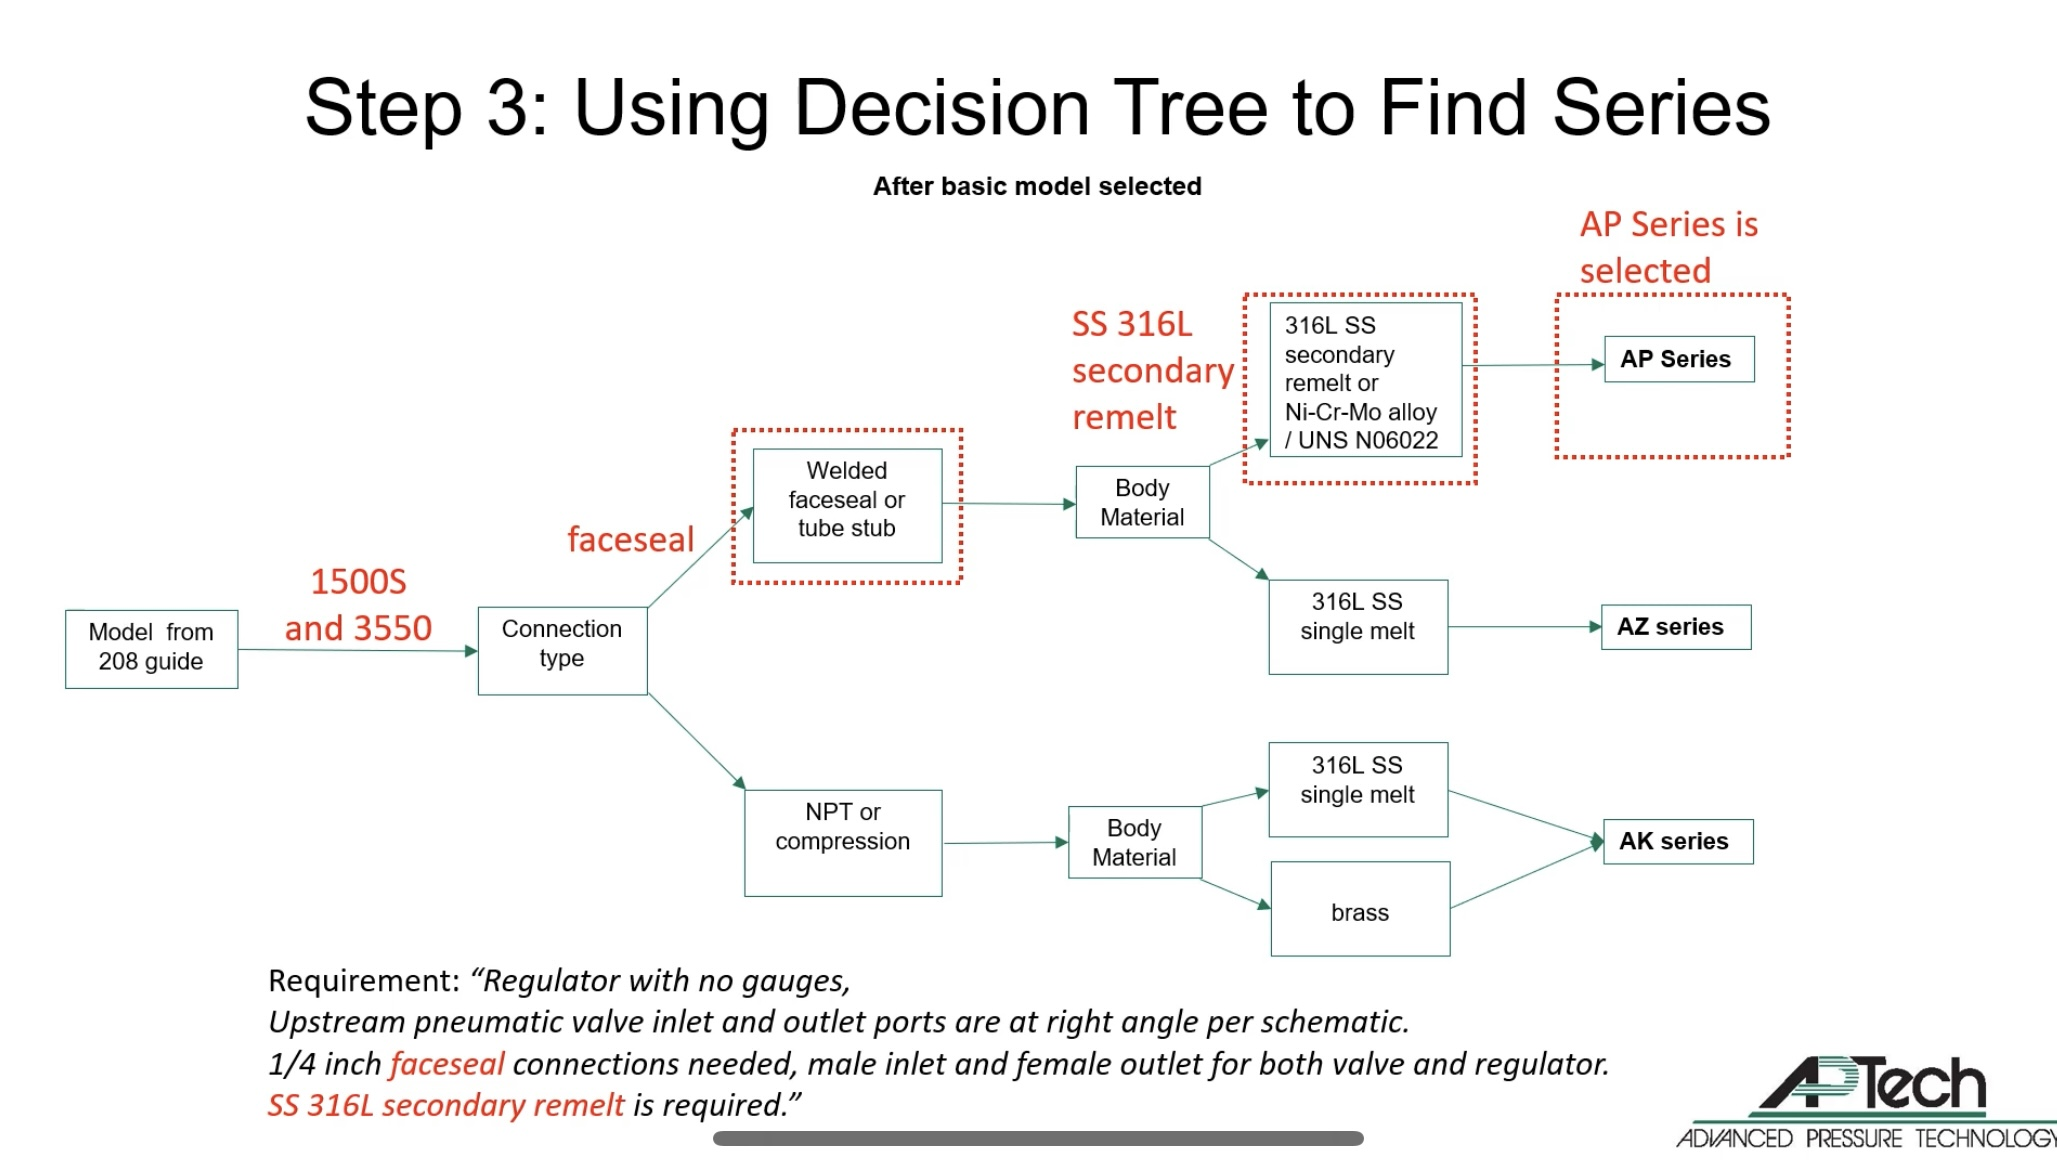 Step 3: Using Decision Tree to Find Series
After basic model selected
AP Series is
selected
SS 316L
secondary
remelt
316L SS
secondary
remelt or
Ni-Cr-Mo alloy
/ UNS N06022
AP Series
Welded
faceseal or
tube stub
Body
Material
faceseal
1500S
and 3550
Model from
208 guide
Connection
type
316L SS
single melt
AZ series
NPT or
compression
Body
Material
316L SS
single melt
AK series
brass
Requirement: “Regulator with no gauges,
Upstream pneumatic valve inlet and outlet ports are at right angle per schematic.
1/4 inch faceseal connections needed, male inlet and female outlet for both valve and regulator.
SS 316L secondary remelt is required.”
APTech
ADVANCED PRESSURE TECHNOLOGY